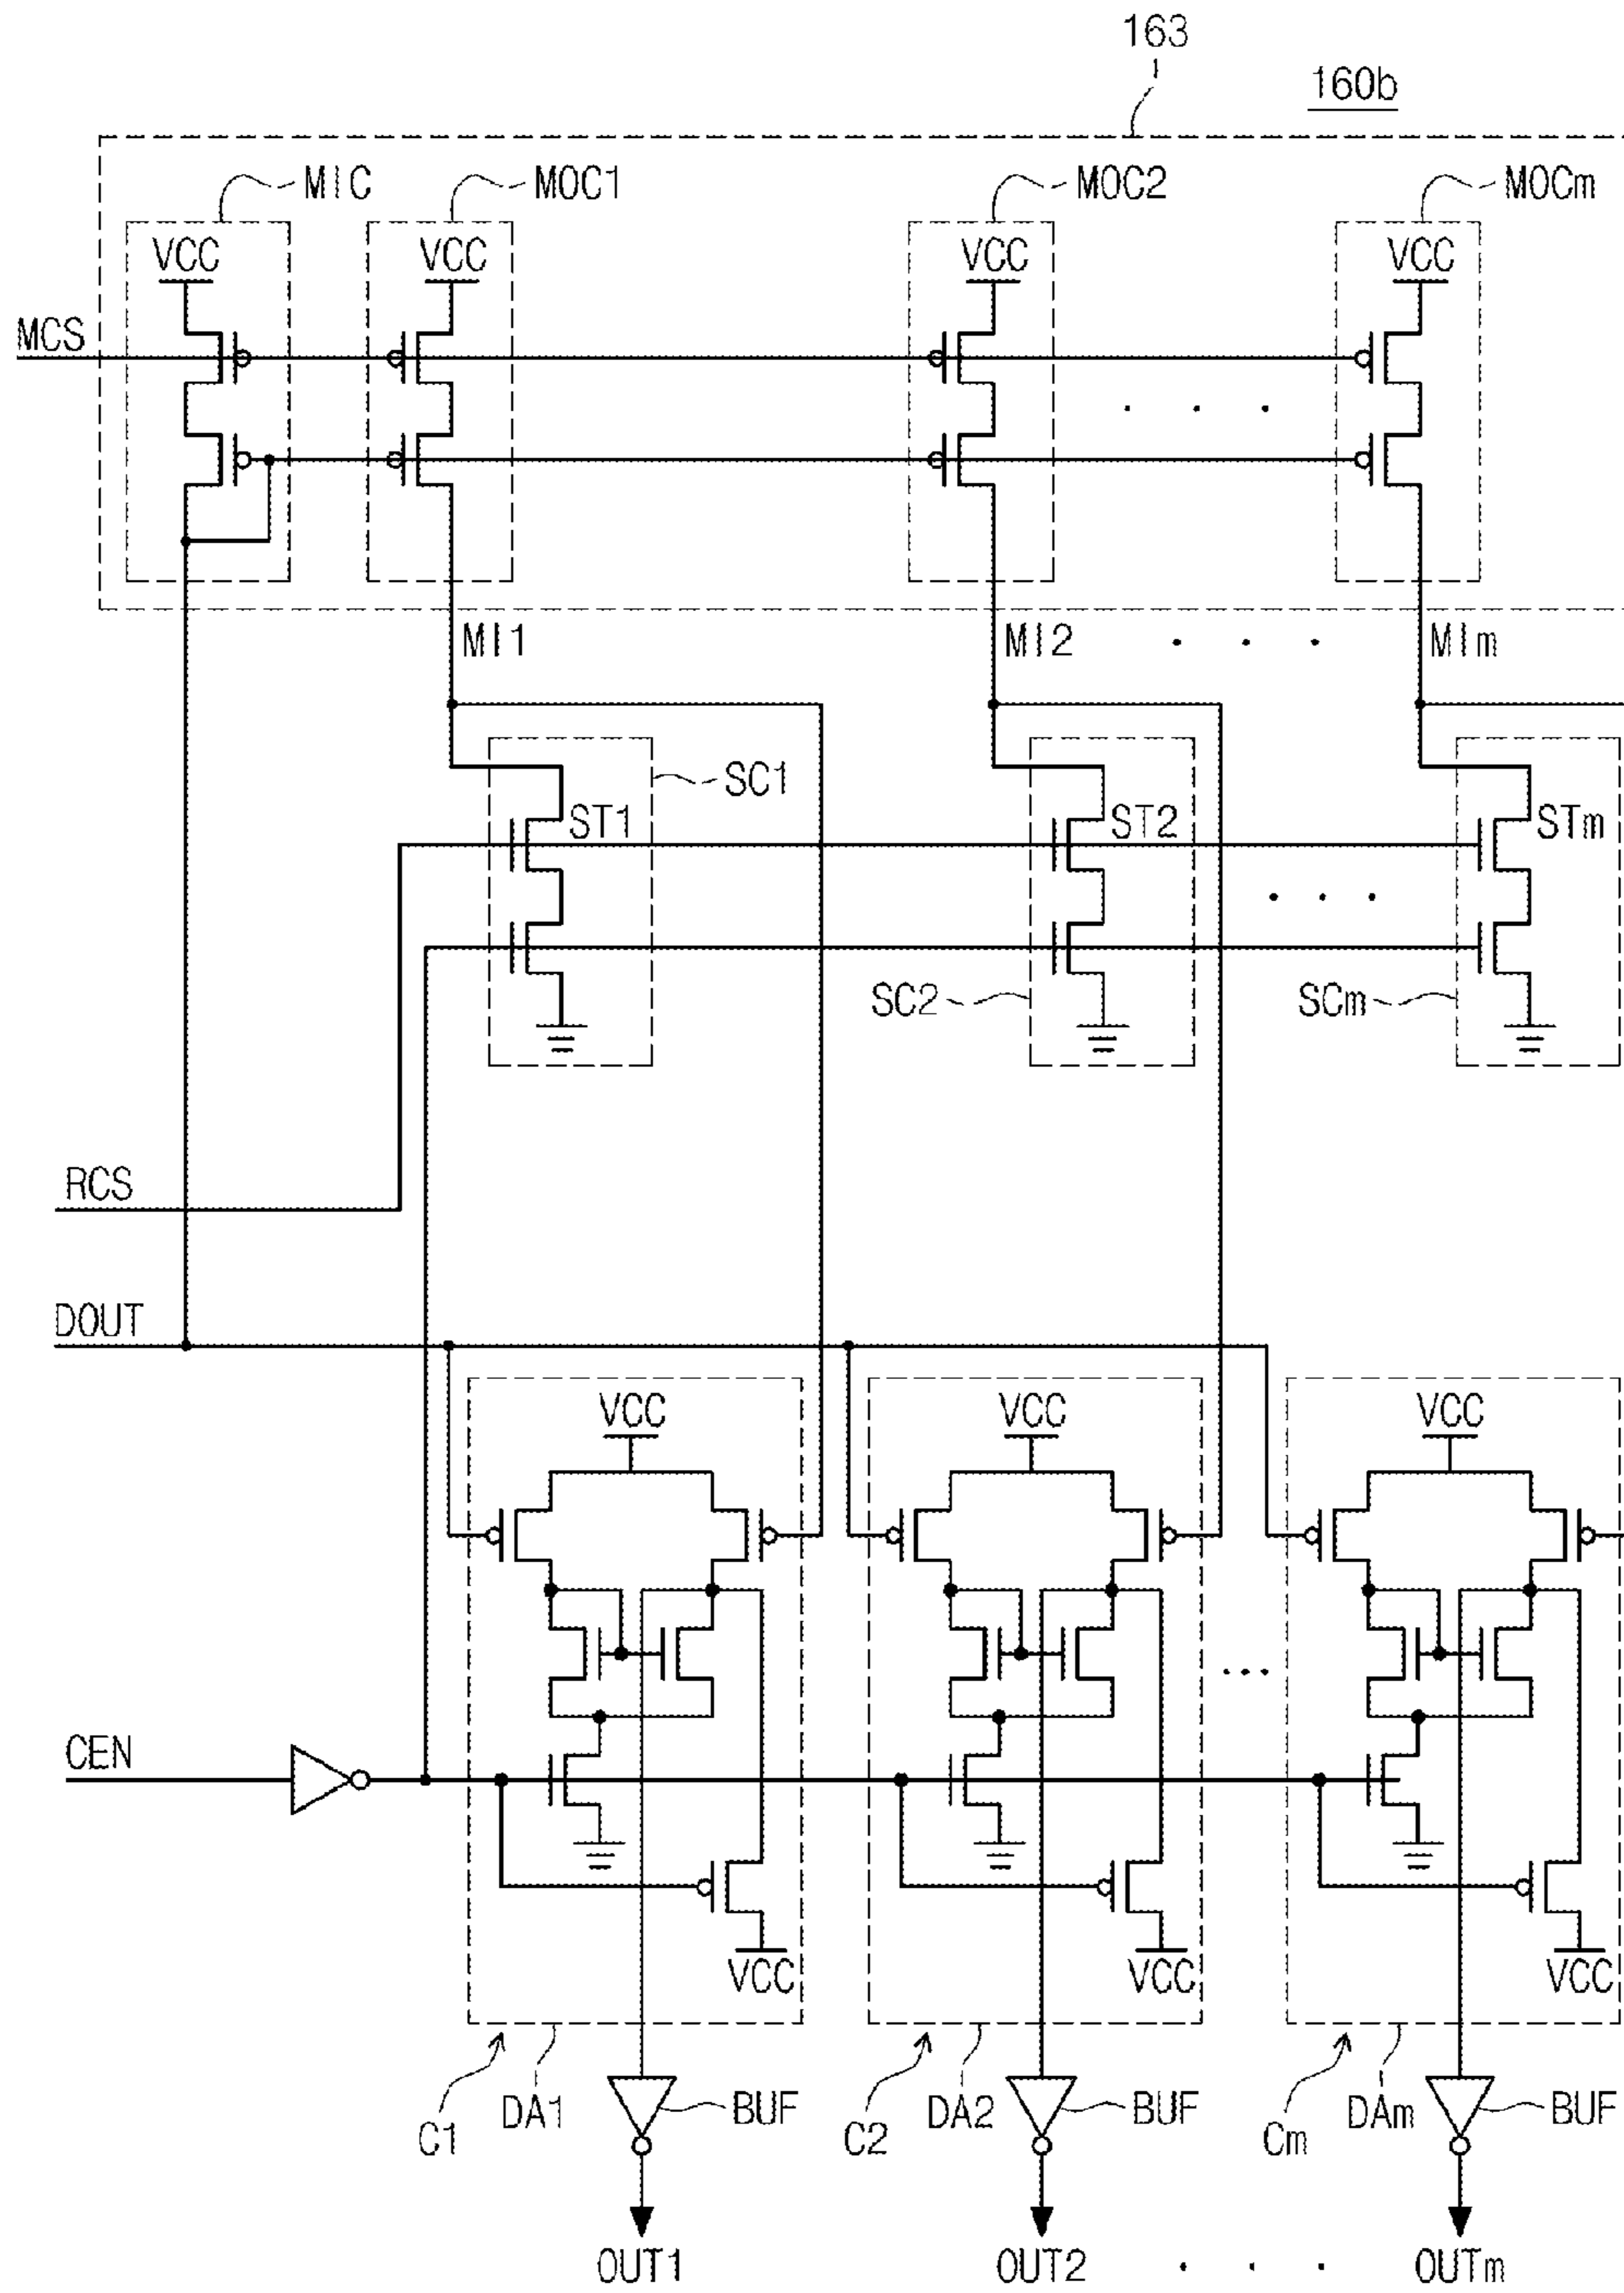 163
160b
MIC MOC1 MOC2 MOCm
VCC VCC VCC VCC
MCS
. . .
MI1 MI2 . . . MIm
SC1
ST1 ST2 STm
. . .
SC2 SCm
RCS
DOUT
VCC VCC VCC
...
CEN
VCC VCC VCC
C1 DA1 BUF C2 DA2 BUF Cm DAm BUF
OUT1 OUT2 . . . OUTm